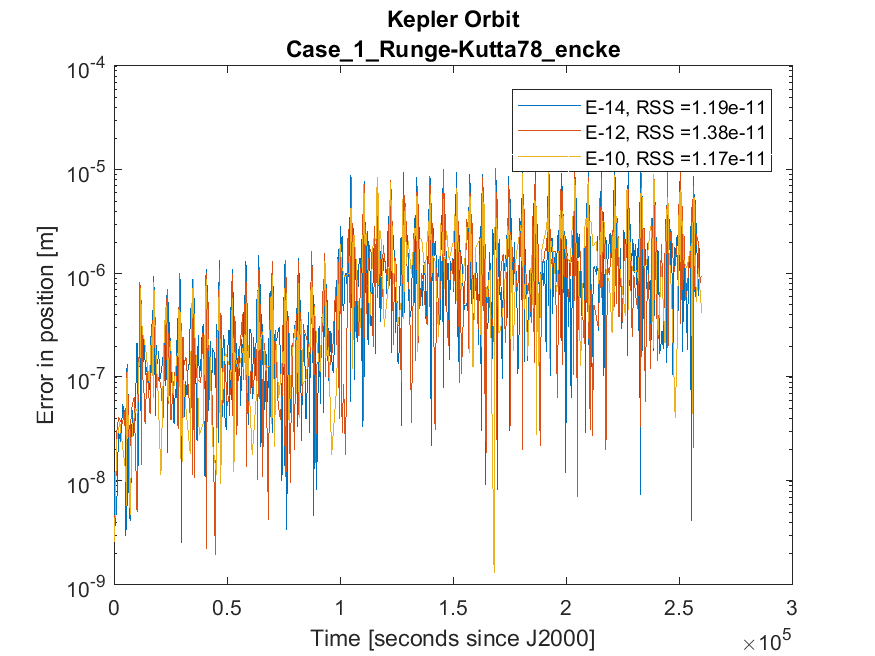 Kepler Orbit
Case_1_Runge-Kutta78_encke
E-14, RSS =1.19e-11
E-12, RSS =1.38e-11
E-10, RSS =1.17e-11
Error in position [m]
10^-4
10^-5
10^-6
10^-7
10^-8
10^-9
0 0.5 1 1.5 2 2.5 3
Time [seconds since J2000]
×10^5